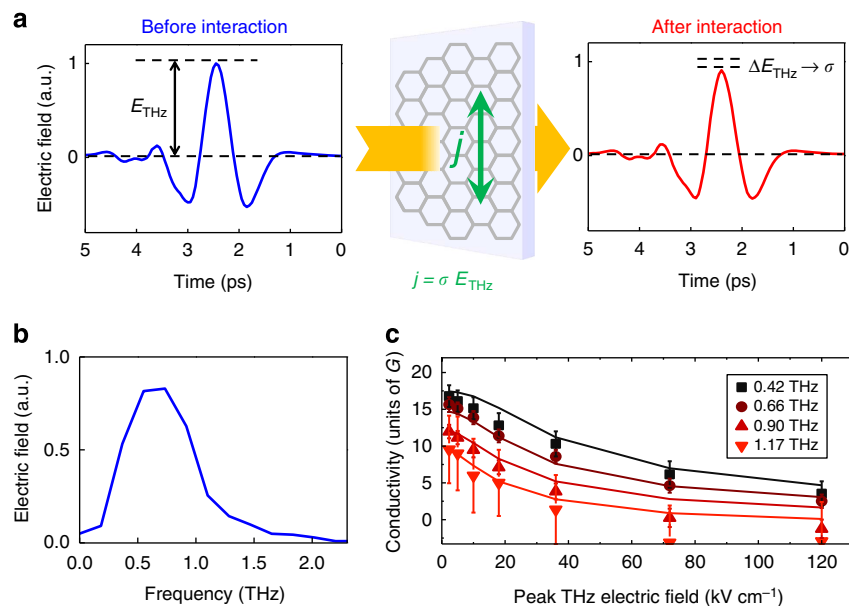 a
Before interaction
After interaction
Electric field (a.u.)
1
0
E_THz
5 4 3 2 1 0
Time (ps)
j
j = σ E_THz
1
0
ΔE_THz → σ
5 4 3 2 1 0
Time (ps)
b
Electric field (a.u.)
1.0
0.5
0.0
0.0 0.5 1.0 1.5 2.0
Frequency (THz)
c
Conductivity (units of G)
20
15
10
5
0
0 20 40 60 80 100 120
Peak THz electric field (kV cm⁻¹)
0.42 THz
0.66 THz
0.90 THz
1.17 THz